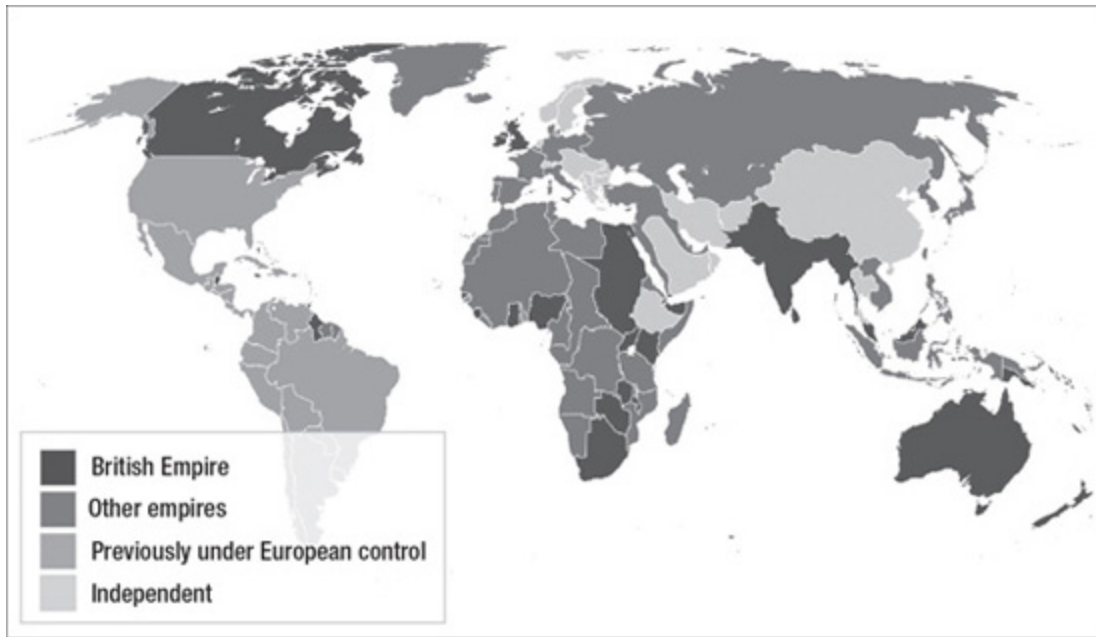 British Empire
Other empires
Previously under European control
Independent